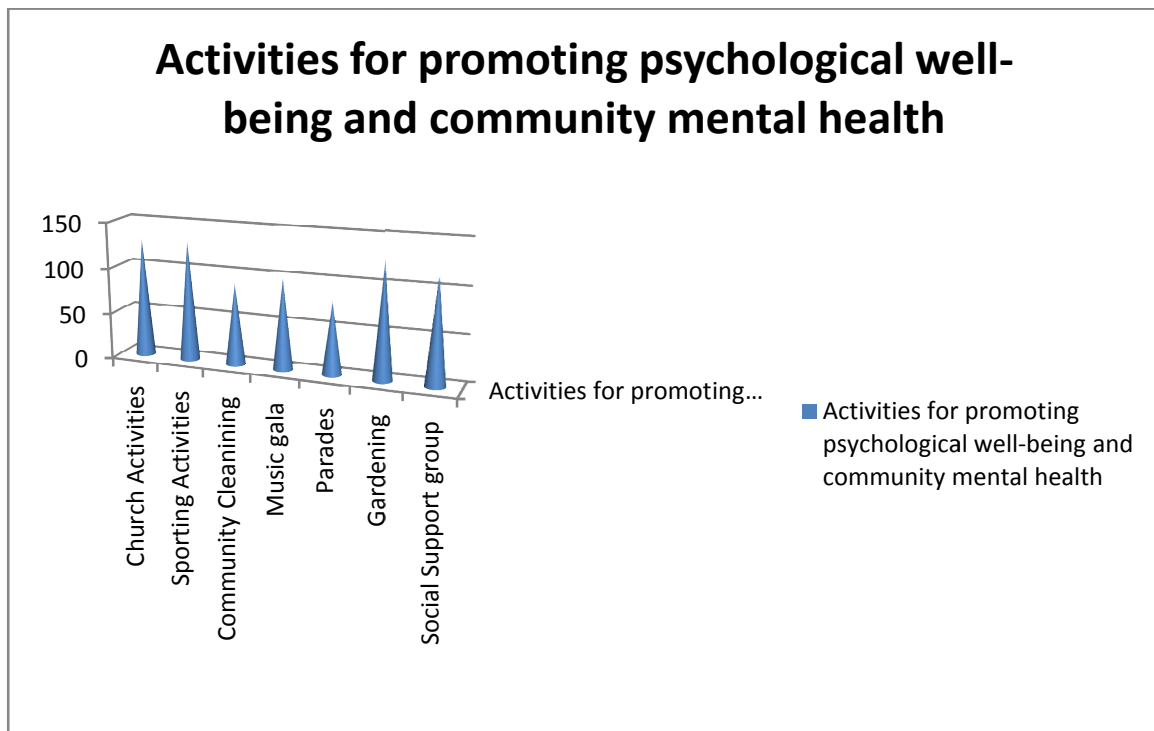 Activities for promoting psychological well-
being and community mental health
150
100
50
0
Church Activities
Sporting Activities
Community Cleanining
Music gala
Parades
Gardening
Social Support group
Activities for promoting…
Activities for promoting
psychological well-being and
community mental health